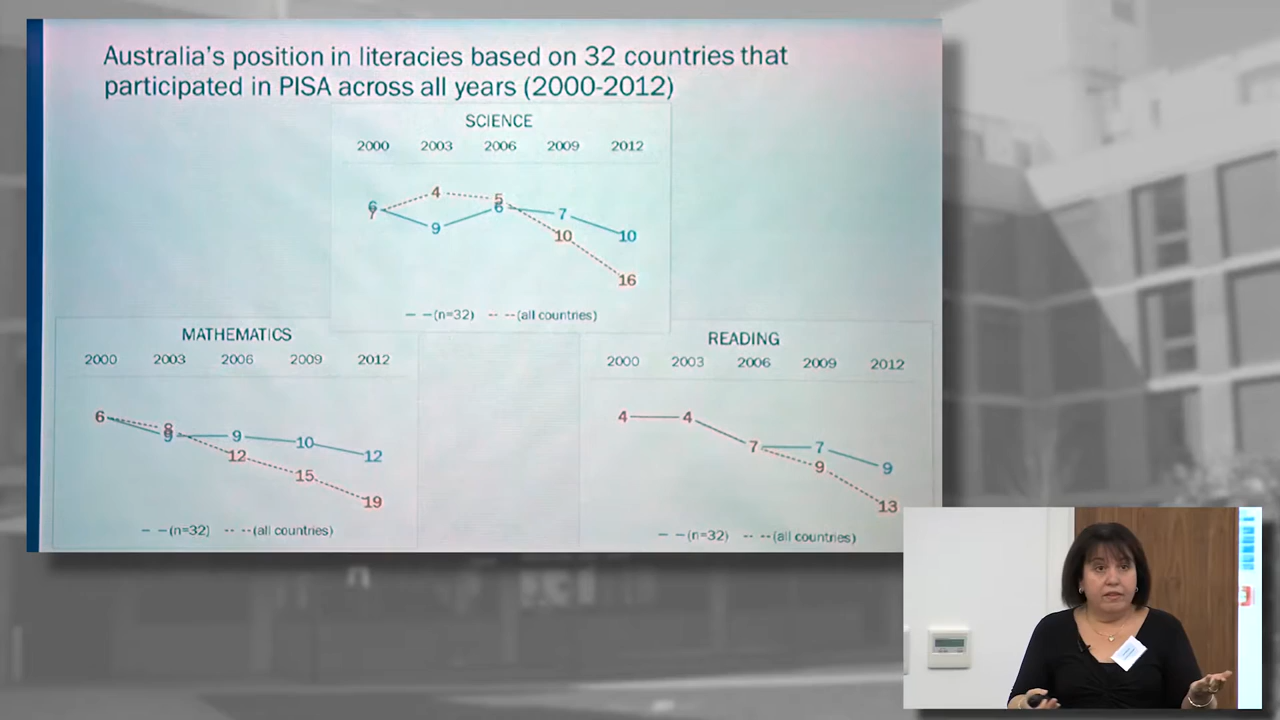 Australia's position in literacies based on 32 countries that
participated in PISA across all years (2000-2012)
SCIENCE
2000 2003 2006 2009 2012
4
5
6 6 7
7 9 10 10
16
— —(n=32) -- --(all countries)
MATHEMATICS
2000 2003 2006 2009 2012
6 8 9 9 10 12
12 15 19
— —(n=32) -- --(all countries)
READING
2000 2003 2006 2009 2012
4 4 7 7 9
9 13
— —(n=32) -- --(all countries)